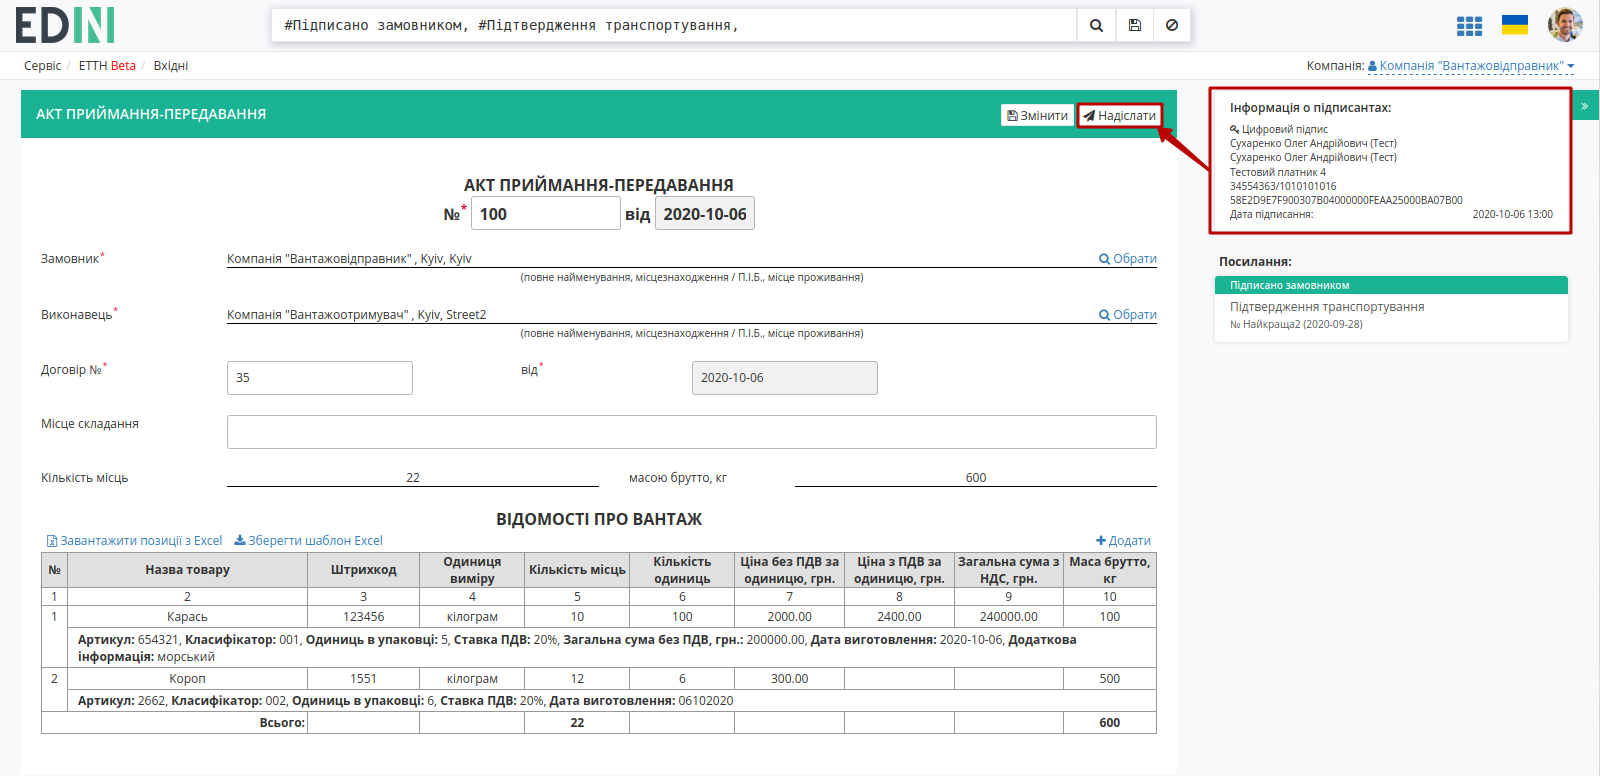 EDIN
#Підписано замовником, #Підтвердження транспортування,
Сервіс / ЕТТН Beta / Вхідні
Компанія: Компанія "Вантажовідправник"
АКТ ПРИЙМАННЯ-ПЕРЕДАВАННЯ
Змінити
Надіслати
АКТ ПРИЙМАННЯ-ПЕРЕДАВАННЯ
№* 100 від 2020-10-06
Замовник* Компанія "Вантажовідправник" , Kyiv, Kyiv Обрати
(повне найменування, місцезнаходження / П.І.Б., місце проживання)
Виконавець* Компанія "Вантажоотримувач" , Kyiv, Street2 Обрати
(повне найменування, місцезнаходження / П.І.Б., місце проживання)
Договір №* 35 від* 2020-10-06
Місце складання
Кількість місць 22 масою брутто, кг 600
ВІДОМОСТІ ПРО ВАНТАЖ
Завантажити позиції з Excel Зберегти шаблон Excel Додати
№ Назва товару Штрихкод Одиниця виміру Кількість місць Кількість одиниць Ціна без ПДВ за одиницю, грн. Ціна з ПДВ за одиницю, грн. Загальна сума з НДС, грн. Маса брутто, кг
1 2 3 4 5 6 7 8 9 10
1 Карась 123456 кілограм 10 100 2000.00 2400.00 240000.00 100
Артикул: 654321, Класифікатор: 001, Одиниць в упаковці: 5, Ставка ПДВ: 20%, Загальна сума без ПДВ, грн.: 200000.00, Дата виготовлення: 2020-10-06, Додаткова
інформація: морський
2 Короп 1551 кілограм 12 6 300.00 500
Артикул: 2662, Класифікатор: 002, Одиниць в упаковці: 6, Ставка ПДВ: 20%, Дата виготовлення: 06102020
Всього: 22 600
Інформація о підписантах:
Цифровий підпис
Сухаренко Олег Андрійович (Тест)
Сухаренко Олег Андрійович (Тест)
Тестовий платник 4
34554363/1010101016
58E2D9E7F900307B04000000FEAA25000BA07B00
Дата підписання: 2020-10-06 13:00
»
Посилання:
Підписано замовником
Підтвердження транспортування
№ Найкраща2 (2020-09-28)